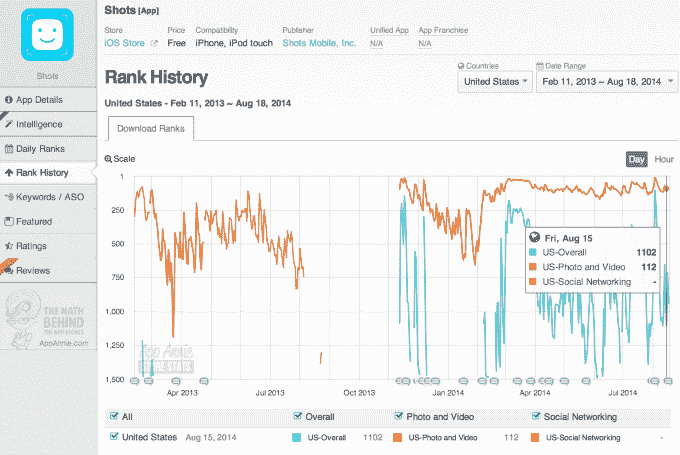 Shots [App]
Store
Price
Compatibility
Publisher
Unified App
App Franchise
iOS Store
Free
iPhone, iPod touch
Shots Mobile, Inc.
N/A
N/A
Shots
App Details
Intelligence
Daily Ranks
Rank History
Keywords / ASO
Featured
Ratings
Reviews
THE MATH
BEHIND
THE APP STORES
AppAnnie.com
Rank History
Countries
Date Range
United States
Feb 11, 2013 ~ Aug 18, 2014
United States - Feb 11, 2013 ~ Aug 18, 2014
Download Ranks
Scale
Day
Hour
1
250
500
750
1,000
1,250
1,500
Fri, Aug 15
US-Overall 1102
US-Photo and Video 112
US-Social Networking -
App Annie
STORE STATS
Apr 2013
Jul 2013
Oct 2013
Jan 2014
Apr 2014
Jul 2014
All
Overall
Photo and Video
Social Networking
United States Aug 15, 2014
US-Overall 1102
US-Photo and Video 112
US-Social Networking -